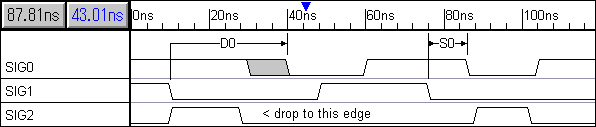 87.81ns 43.01ns 0ns 20ns 40ns 60ns 80ns 100ns
D0 S0
SIG0
SIG1
SIG2 < drop to this edge